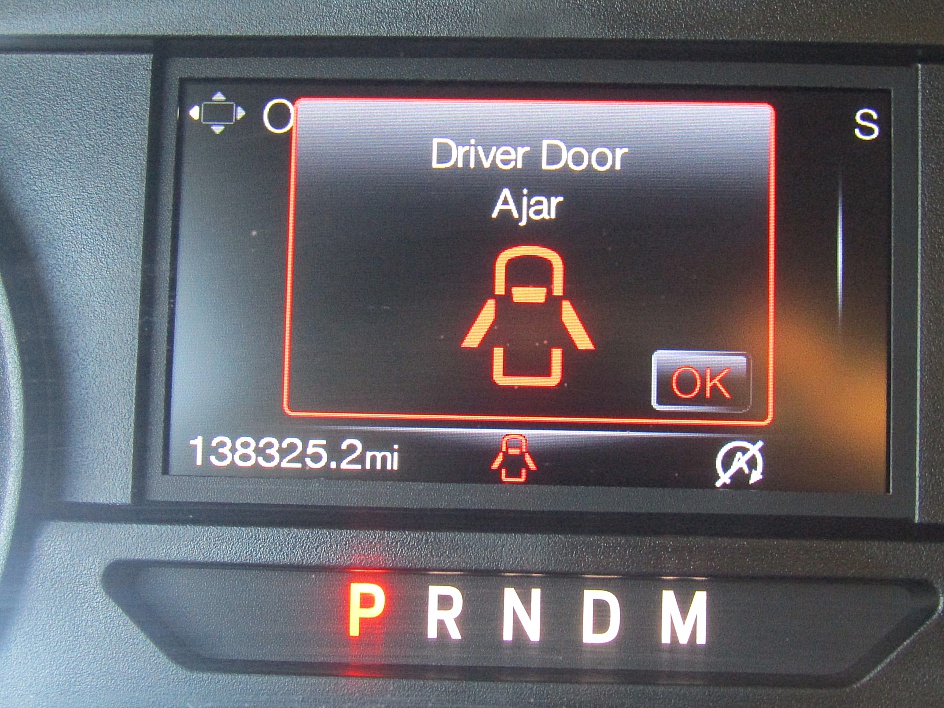 O S
Driver Door
Ajar
OK
138325.2mi A
P R N D M